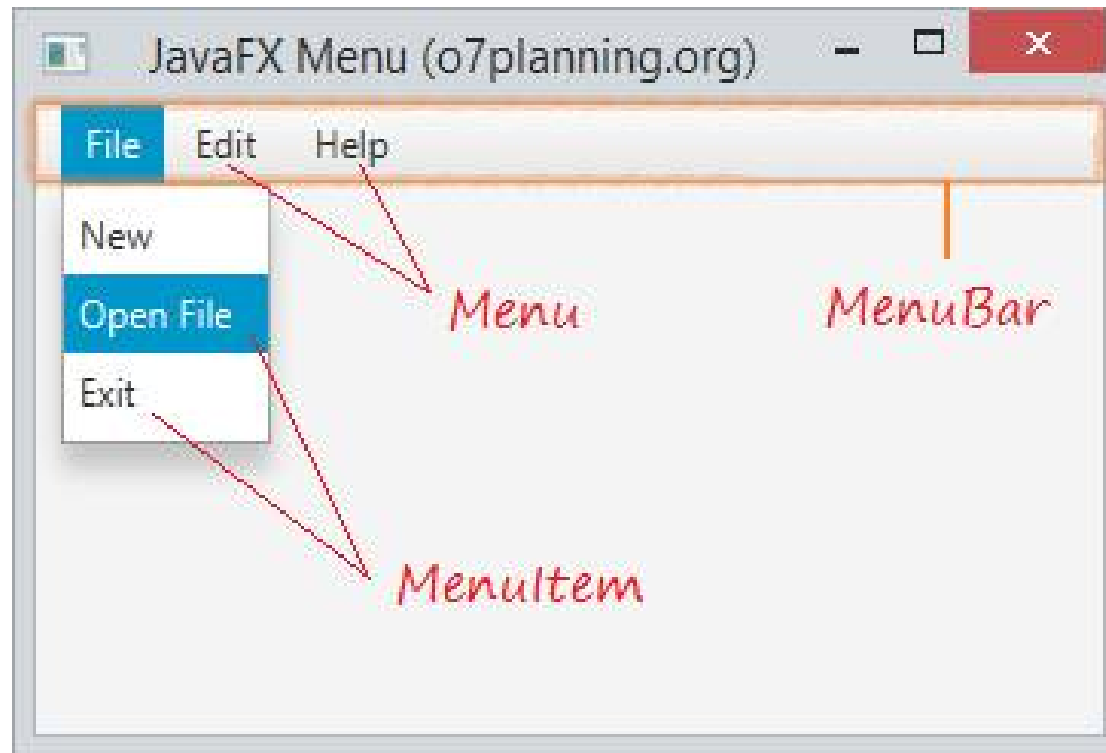 JavaFX Menu (o7planning.org)
File Edit Help
New
Open File
Exit
Menu
MenuBar
MenuItem